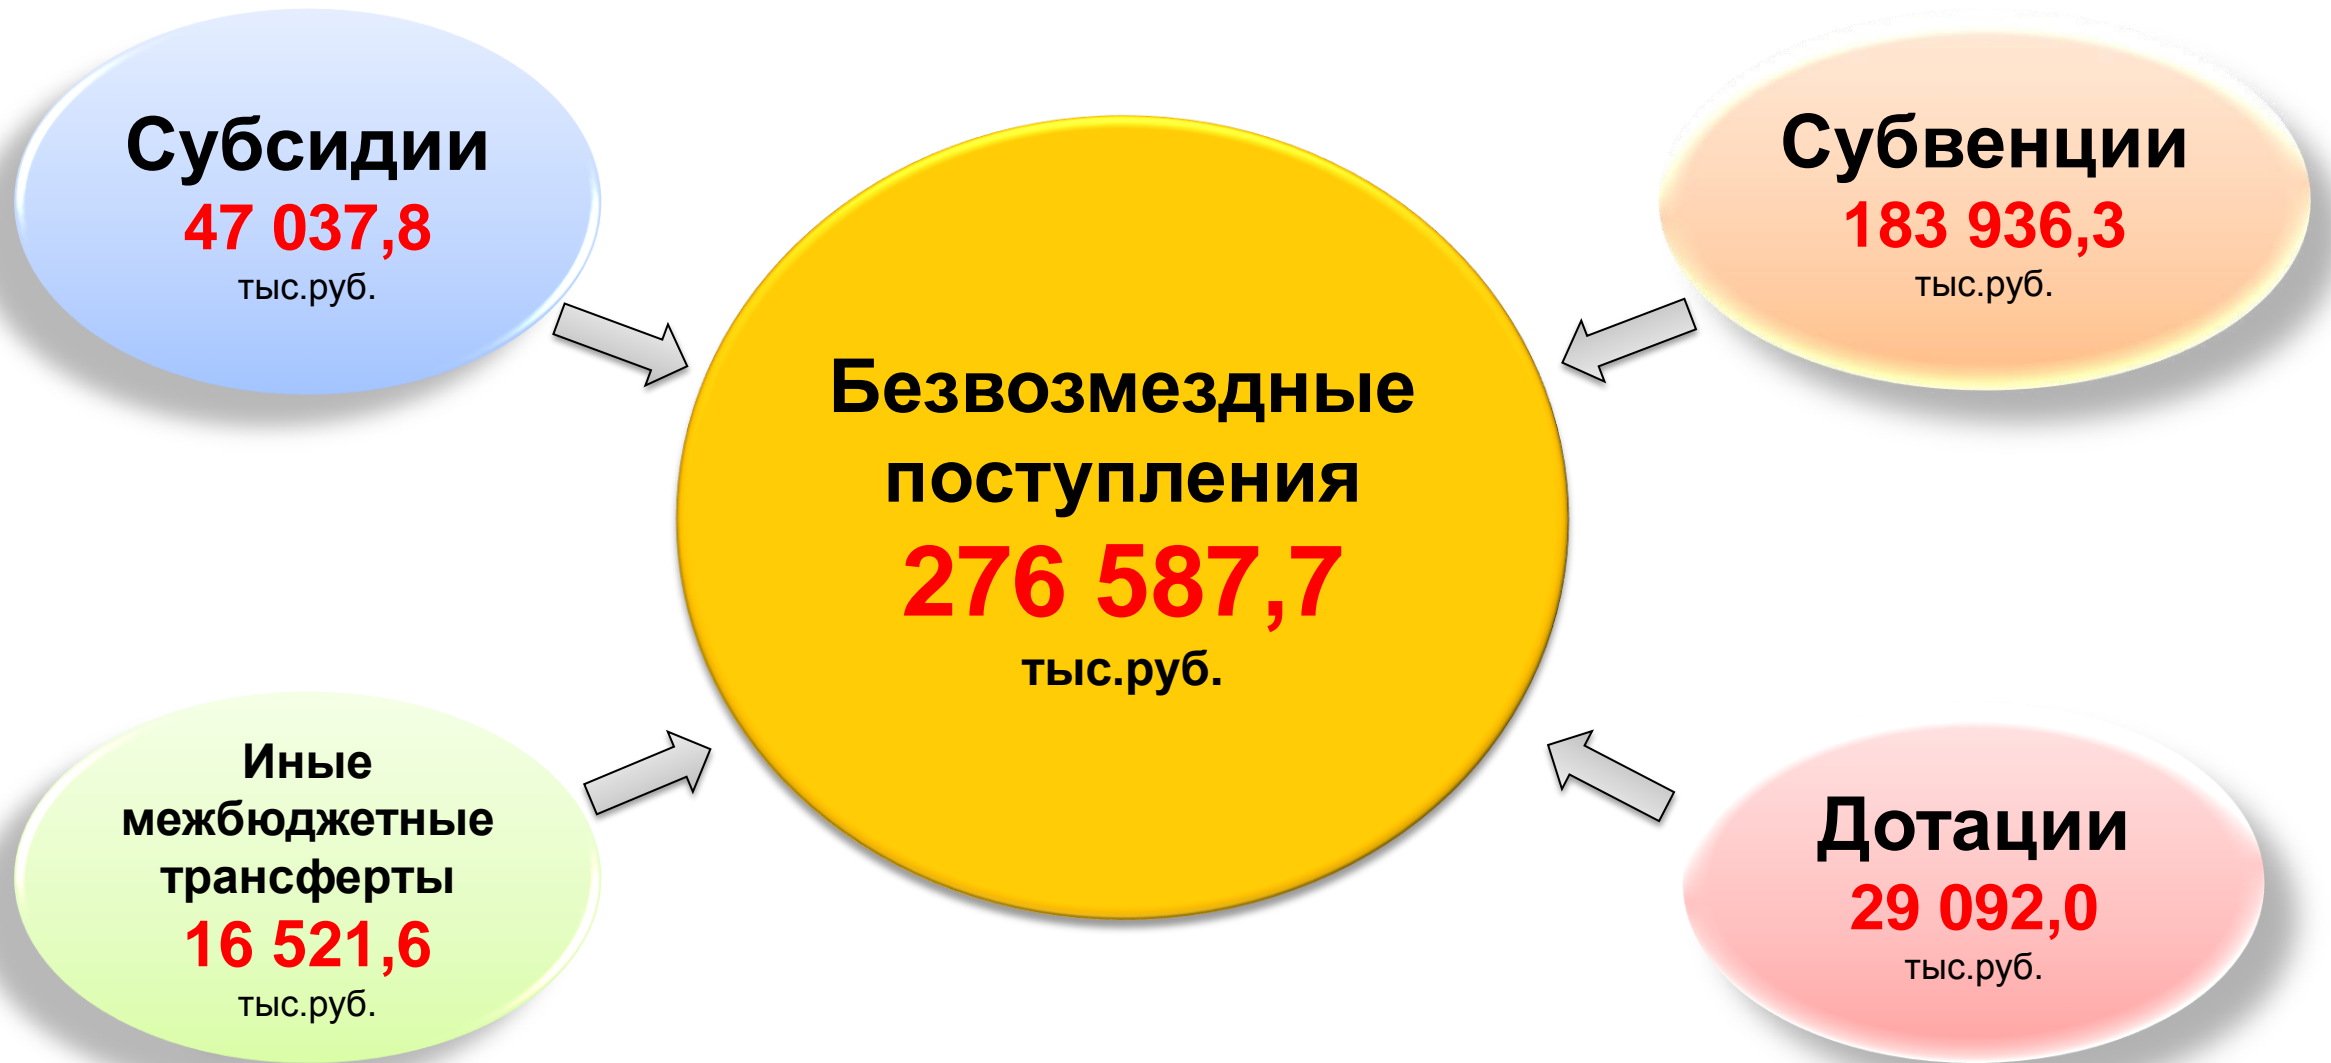 Субсидии
47 037,8
тыс.руб.
Субвенции
183 936,3
тыс.руб.
Безвозмездные
поступления
276 587,7
тыс.руб.
Иные
межбюджетные
трансферты
16 521,6
тыс.руб.
Дотации
29 092,0
тыс.руб.